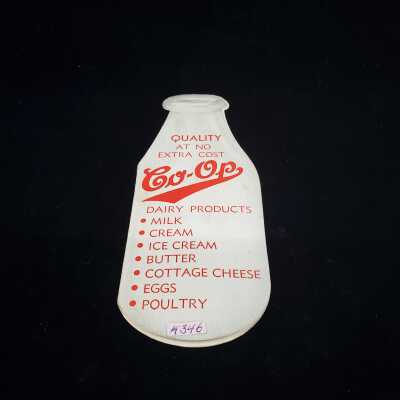 QUALITY
AT NO
EXTRA COST
Co-Op
DAIRY PRODUCTS
• MILK
• CREAM
• ICE CREAM
• BUTTER
• COTTAGE CHEESE
• EGGS
• POULTRY
#346